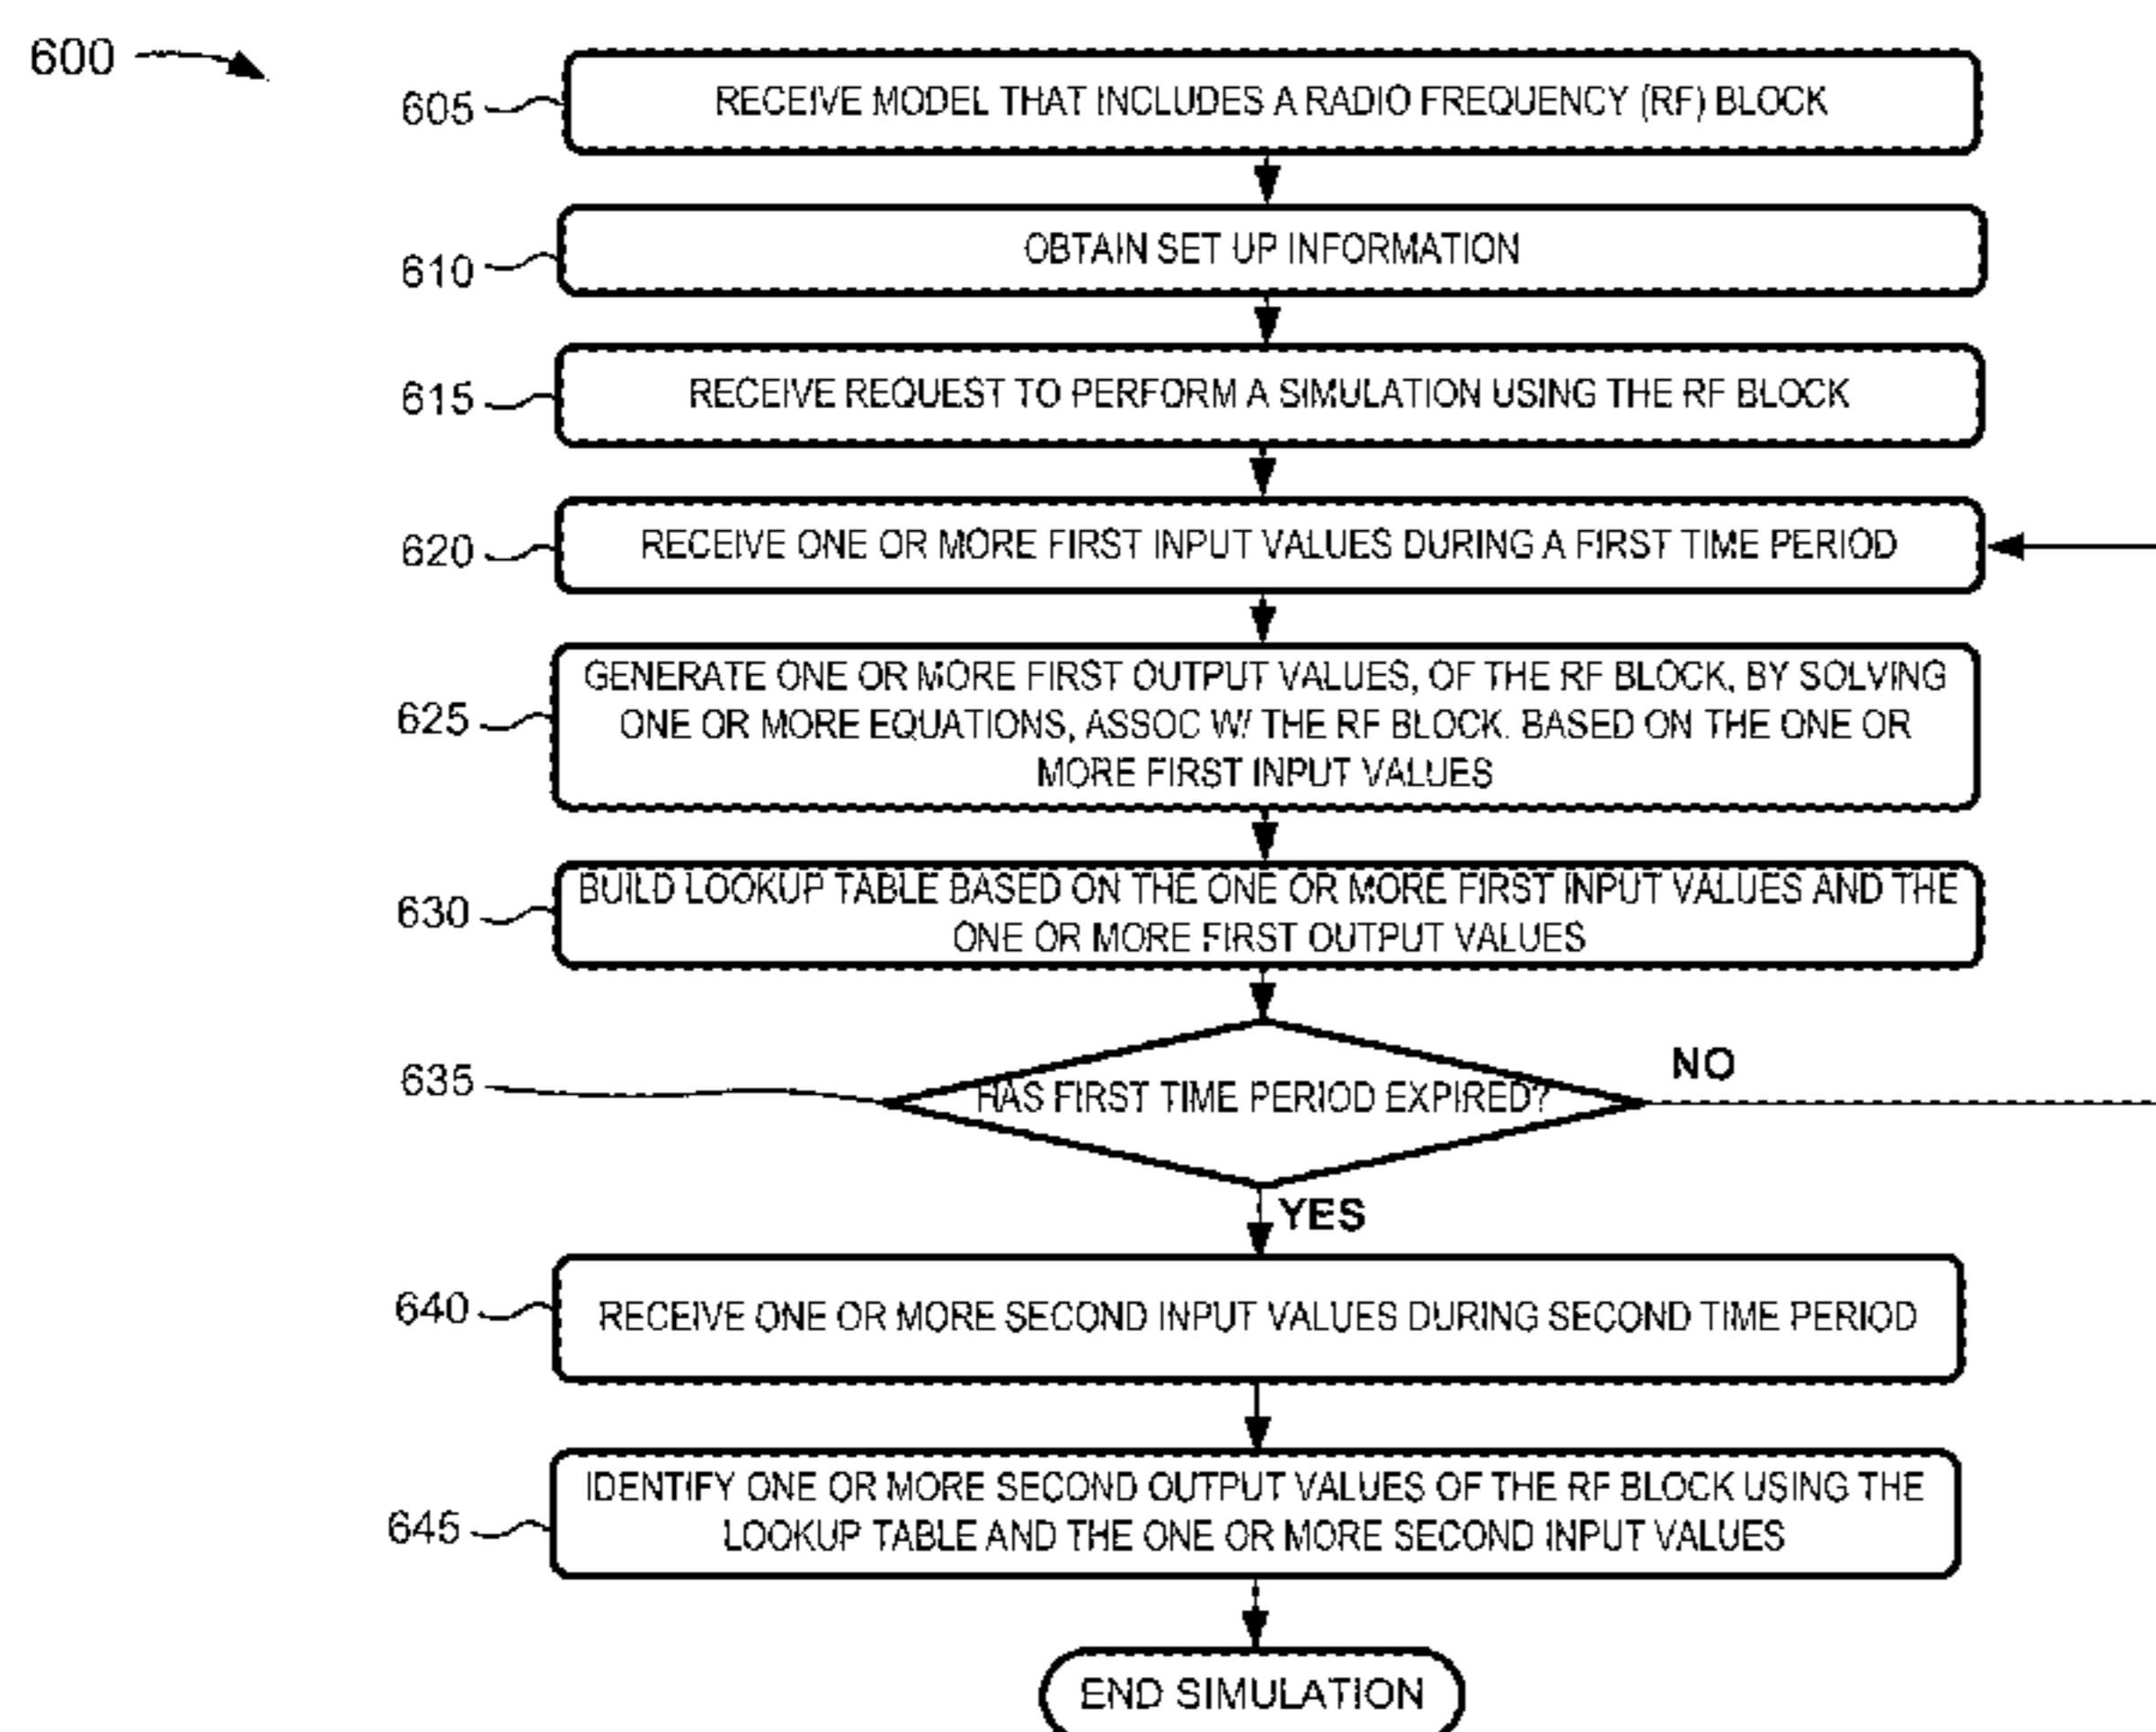 600
605
RECEIVE MODEL THAT INCLUDES A RADIO FREQUENCY (RF) BLOCK
610
OBTAIN SET UP INFORMATION
615
RECEIVE REQUEST TO PERFORM A SIMULATION USING THE RF BLOCK
620
RECEIVE ONE OR MORE FIRST INPUT VALUES DURING A FIRST TIME PERIOD
625
GENERATE ONE OR MORE FIRST OUTPUT VALUES, OF THE RF BLOCK, BY SOLVING
ONE OR MORE EQUATIONS, ASSOC W/ THE RF BLOCK, BASED ON THE ONE OR
MORE FIRST INPUT VALUES
630
BUILD LOOKUP TABLE BASED ON THE ONE OR MORE FIRST INPUT VALUES AND THE
ONE OR MORE FIRST OUTPUT VALUES
635
HAS FIRST TIME PERIOD EXPIRED?
NO
YES
640
RECEIVE ONE OR MORE SECOND INPUT VALUES DURING SECOND TIME PERIOD
645
IDENTIFY ONE OR MORE SECOND OUTPUT VALUES OF THE RF BLOCK USING THE
LOOKUP TABLE AND THE ONE OR MORE SECOND INPUT VALUES
END SIMULATION